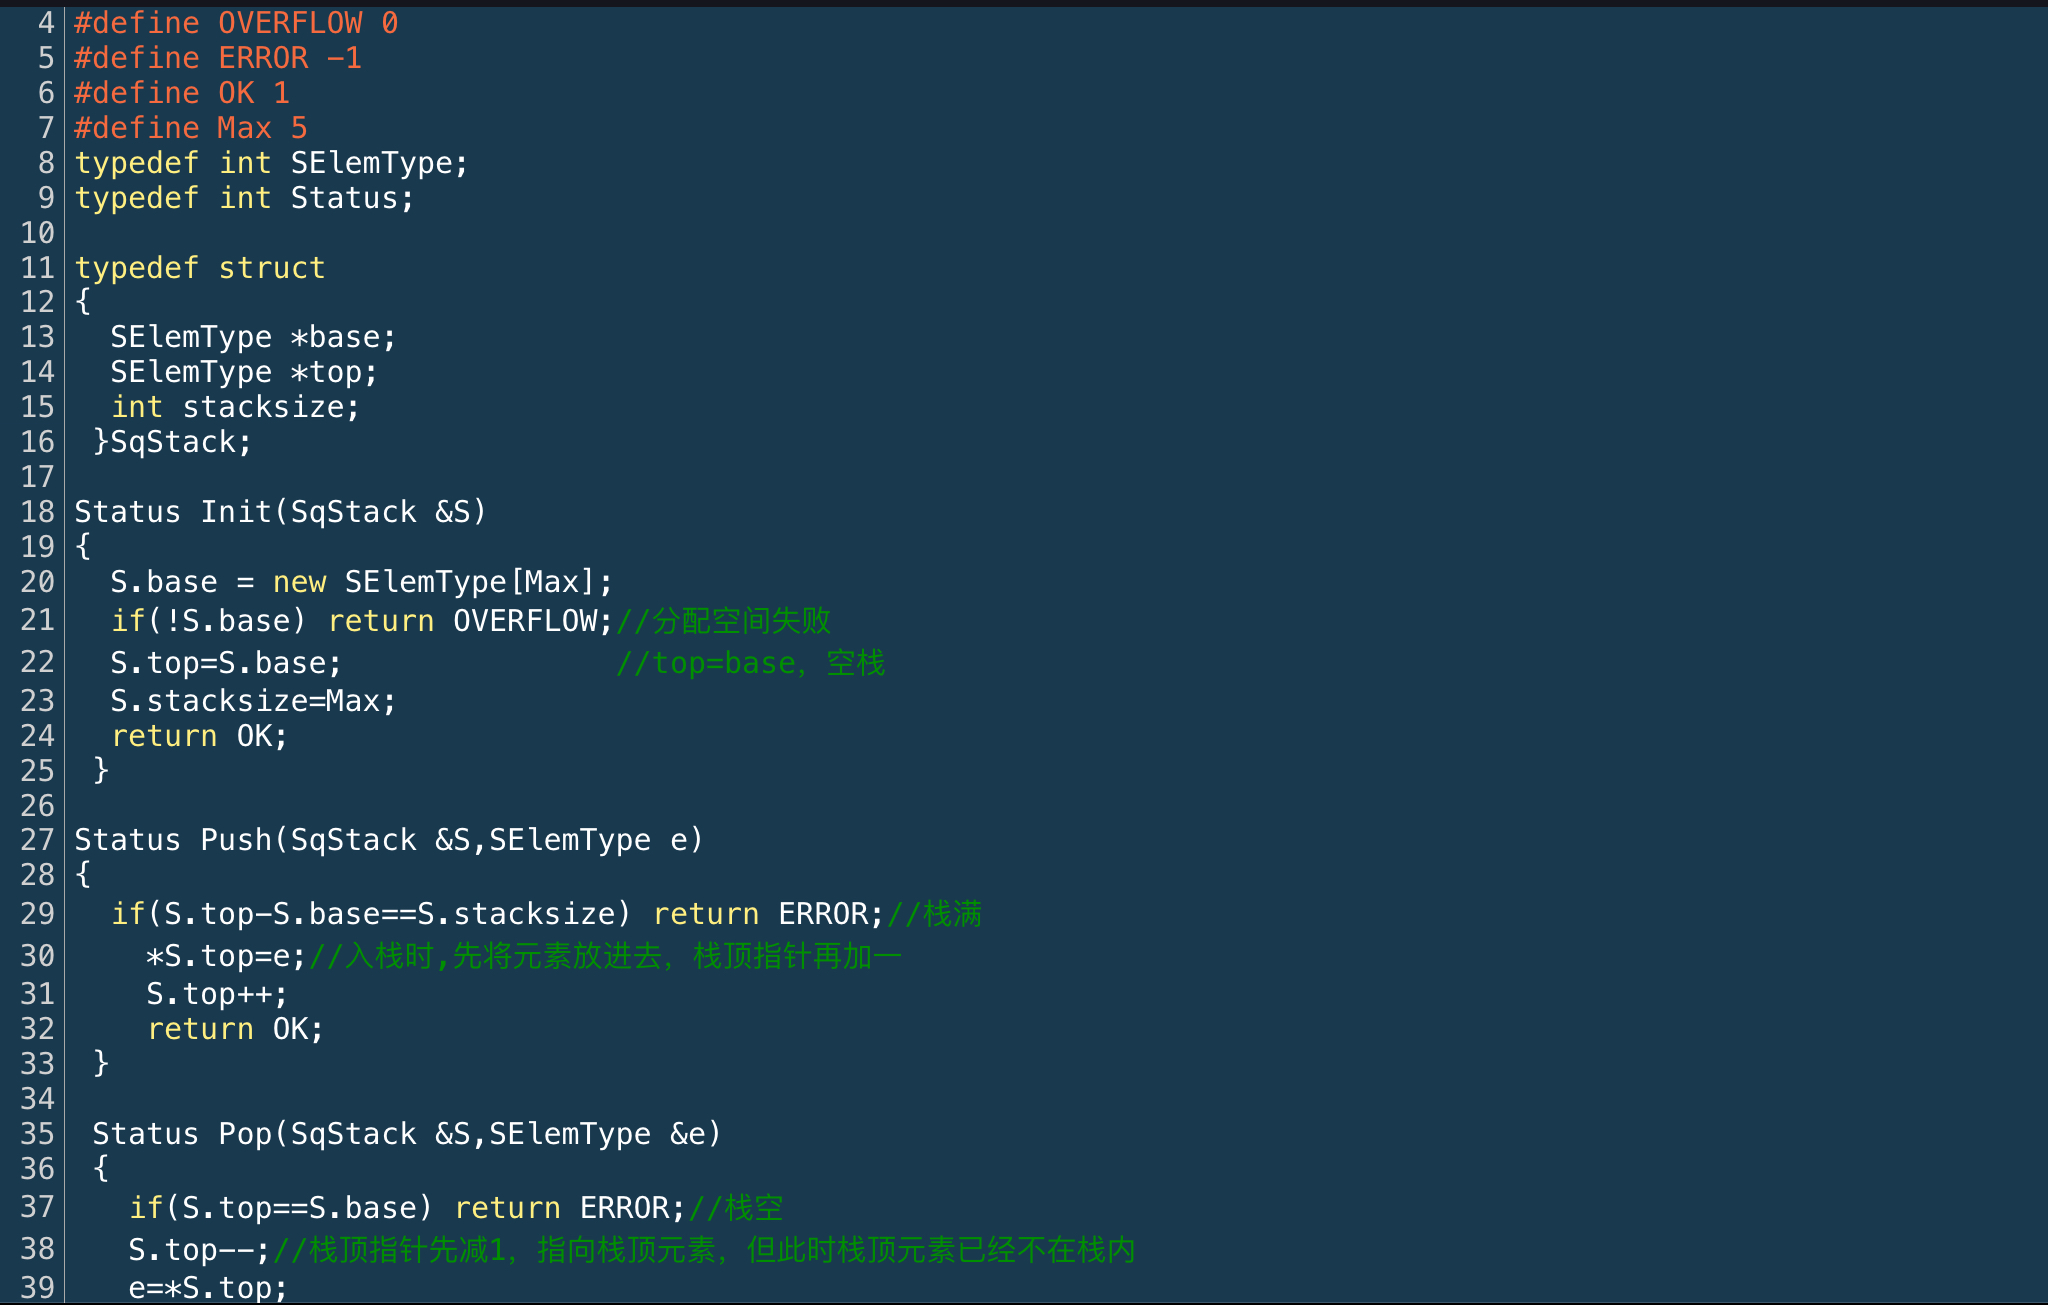 4 #define OVERFLOW 0
5 #define ERROR -1
6 #define OK 1
7 #define Max 5
8 typedef int SElemType;
9 typedef int Status;
10
11 typedef struct
12 {
13   SElemType *base;
14   SElemType *top;
15   int stacksize;
16  }SqStack;
17
18 Status Init(SqStack &S)
19 {
20   S.base = new SElemType[Max];
21   if(!S.base) return OVERFLOW;//分配空间失败
22   S.top=S.base;               //top=base，空栈
23   S.stacksize=Max;
24   return OK;
25  }
26
27 Status Push(SqStack &S,SElemType e)
28 {
29   if(S.top-S.base==S.stacksize) return ERROR;//栈满
30     *S.top=e;//入栈时,先将元素放进去，栈顶指针再加一
31     S.top++;
32     return OK;
33  }
34
35  Status Pop(SqStack &S,SElemType &e)
36  {
37    if(S.top==S.base) return ERROR;//栈空
38    S.top--;//栈顶指针先减1，指向栈顶元素，但此时栈顶元素已经不在栈内
39    e=*S.top;